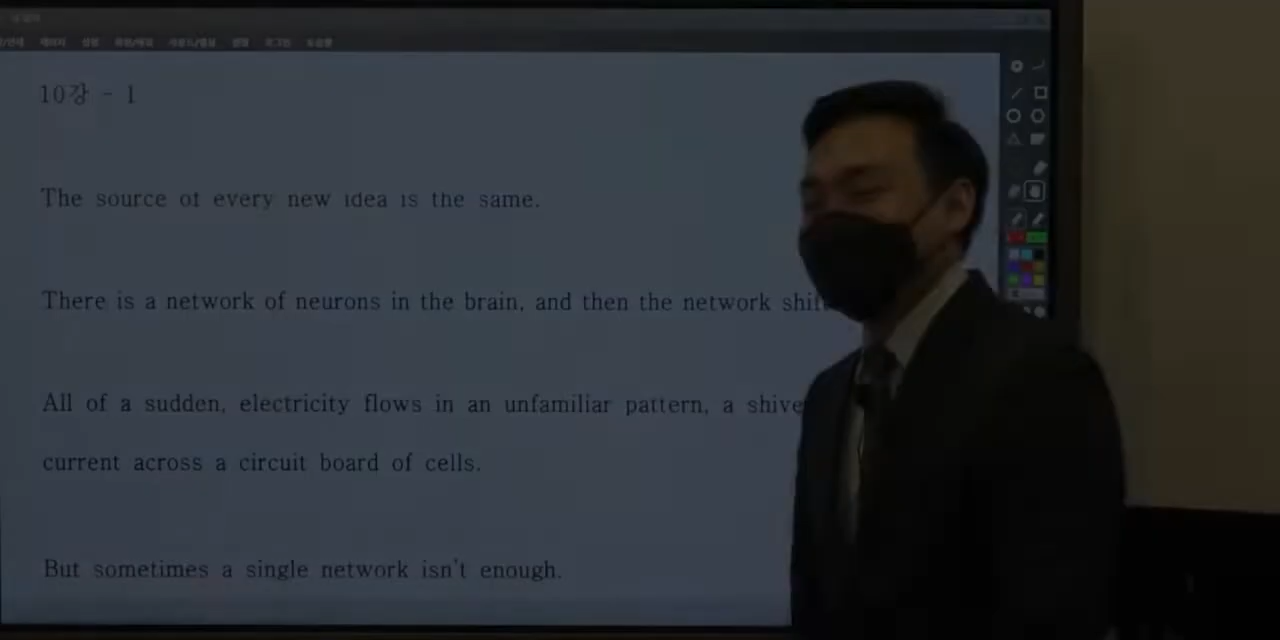 10강 - 1
The source of every new idea is the same.
There is a network of neurons in the brain, and then the network
All of a sudden, electricity flows in an unfamiliar pattern, a
current across a circuit board of cells.
But sometimes a single network isn't enough.